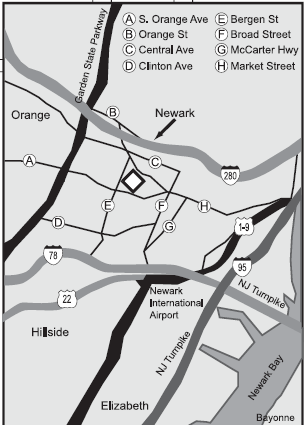 A S. Orange Ave
B Orange St
C Central Ave
D Clinton Ave
E Bergen St
F Broad Street
G McCarter Hwy
H Market Street
Garden State Parkway
Orange
B
Newark
A
C
280
E
F
H
D
G
1-9
78
95
22
Newark
International
Airport
NJ Turnpike
Hillside
NJ Turnpike
Newark Bay
Elizabeth
Bayonne